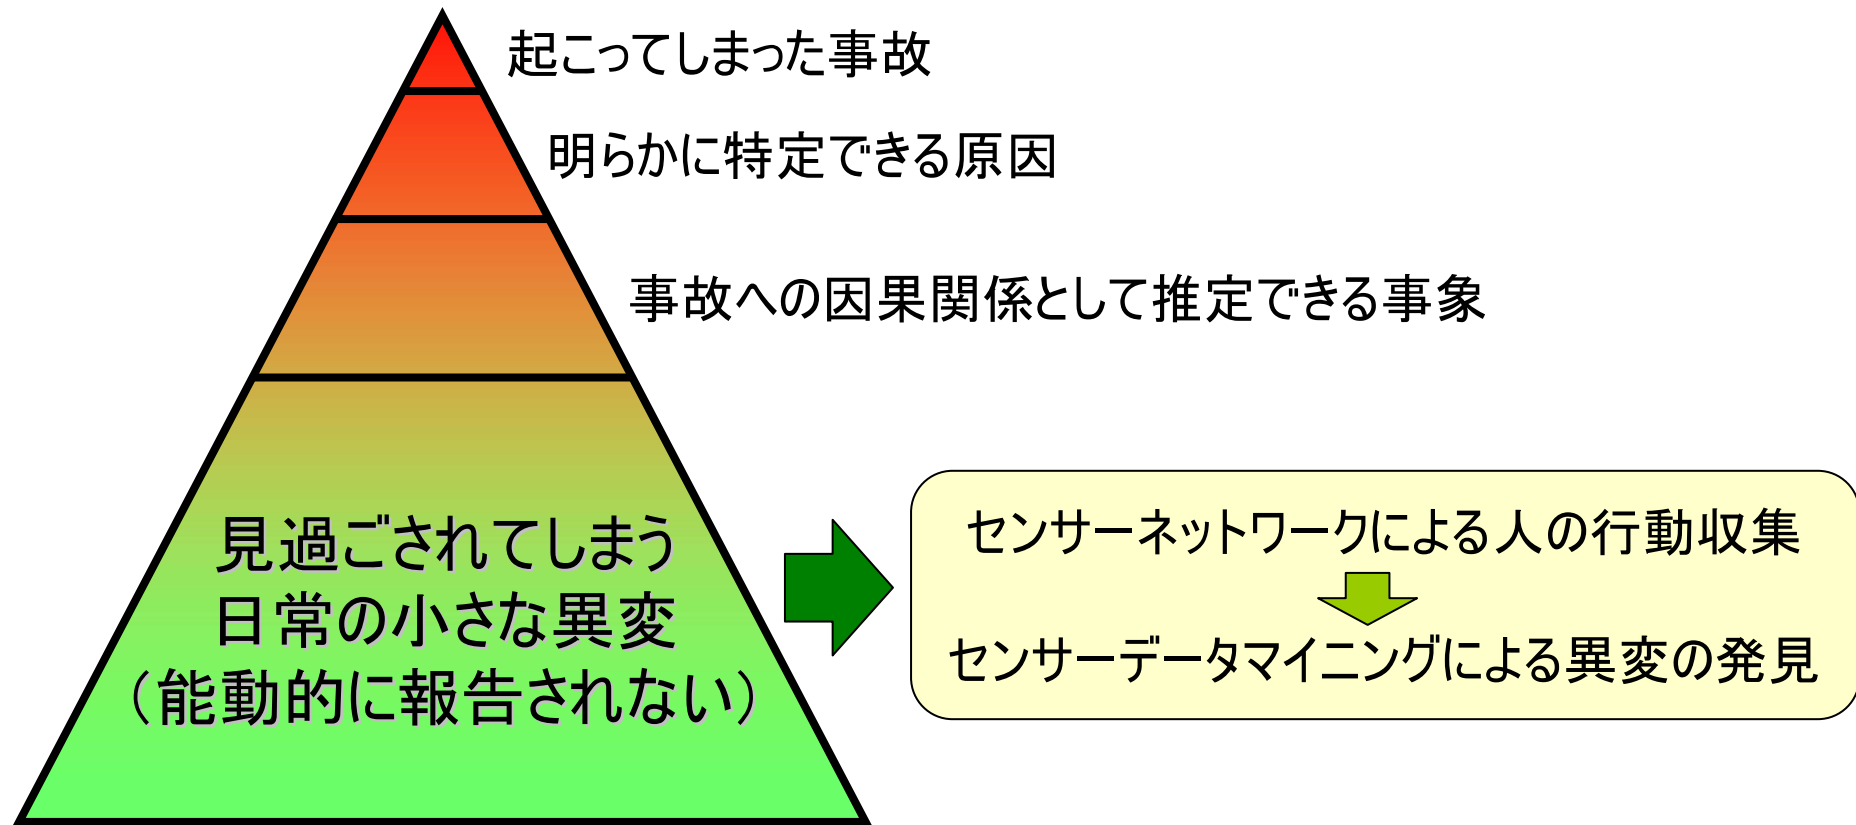 起こってしまった事故
明らかに特定できる原因
事故への因果関係として推定できる事象
見過ごされてしまう
日常の小さな異変
（能動的に報告されない）
センサーネットワークによる人の行動収集
センサーデータマイニングによる異変の発見